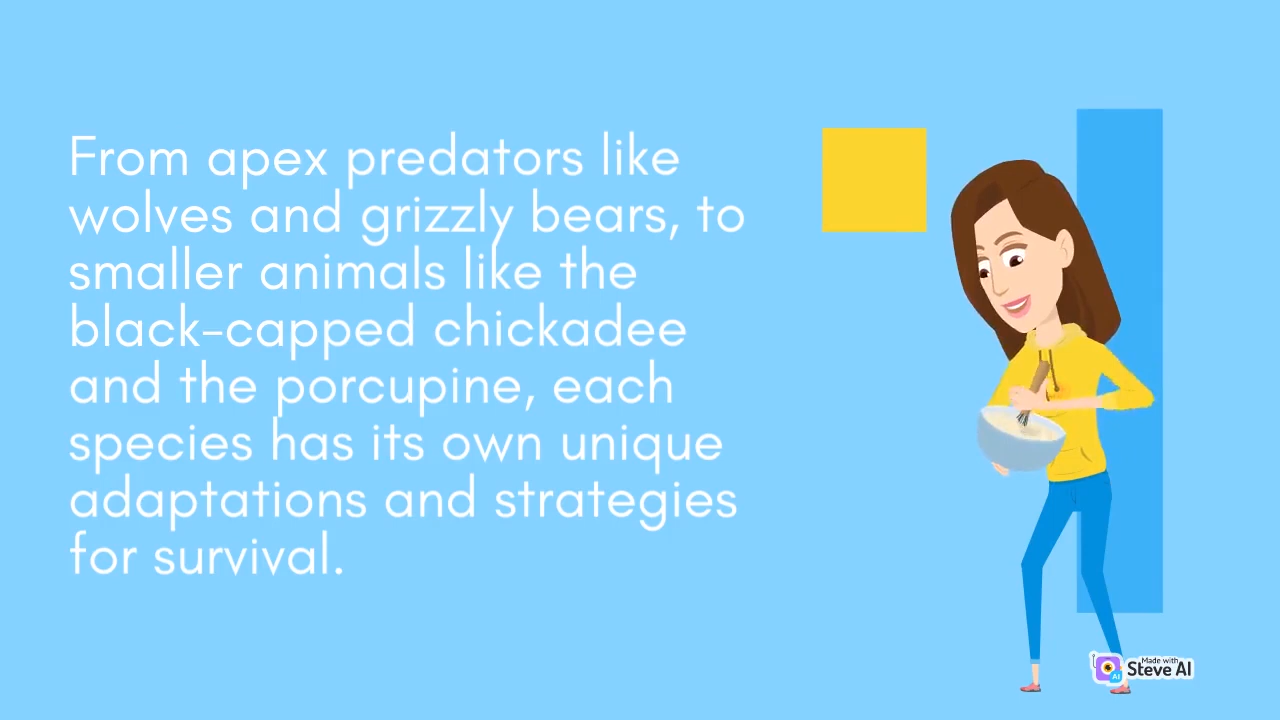 From apex predators like
wolves and grizzly bears, to
smaller animals like the
black-capped chickadee
and the porcupine, each
species has its own unique
adaptations and strategies
for survival.
Made with
Steve AI
AI